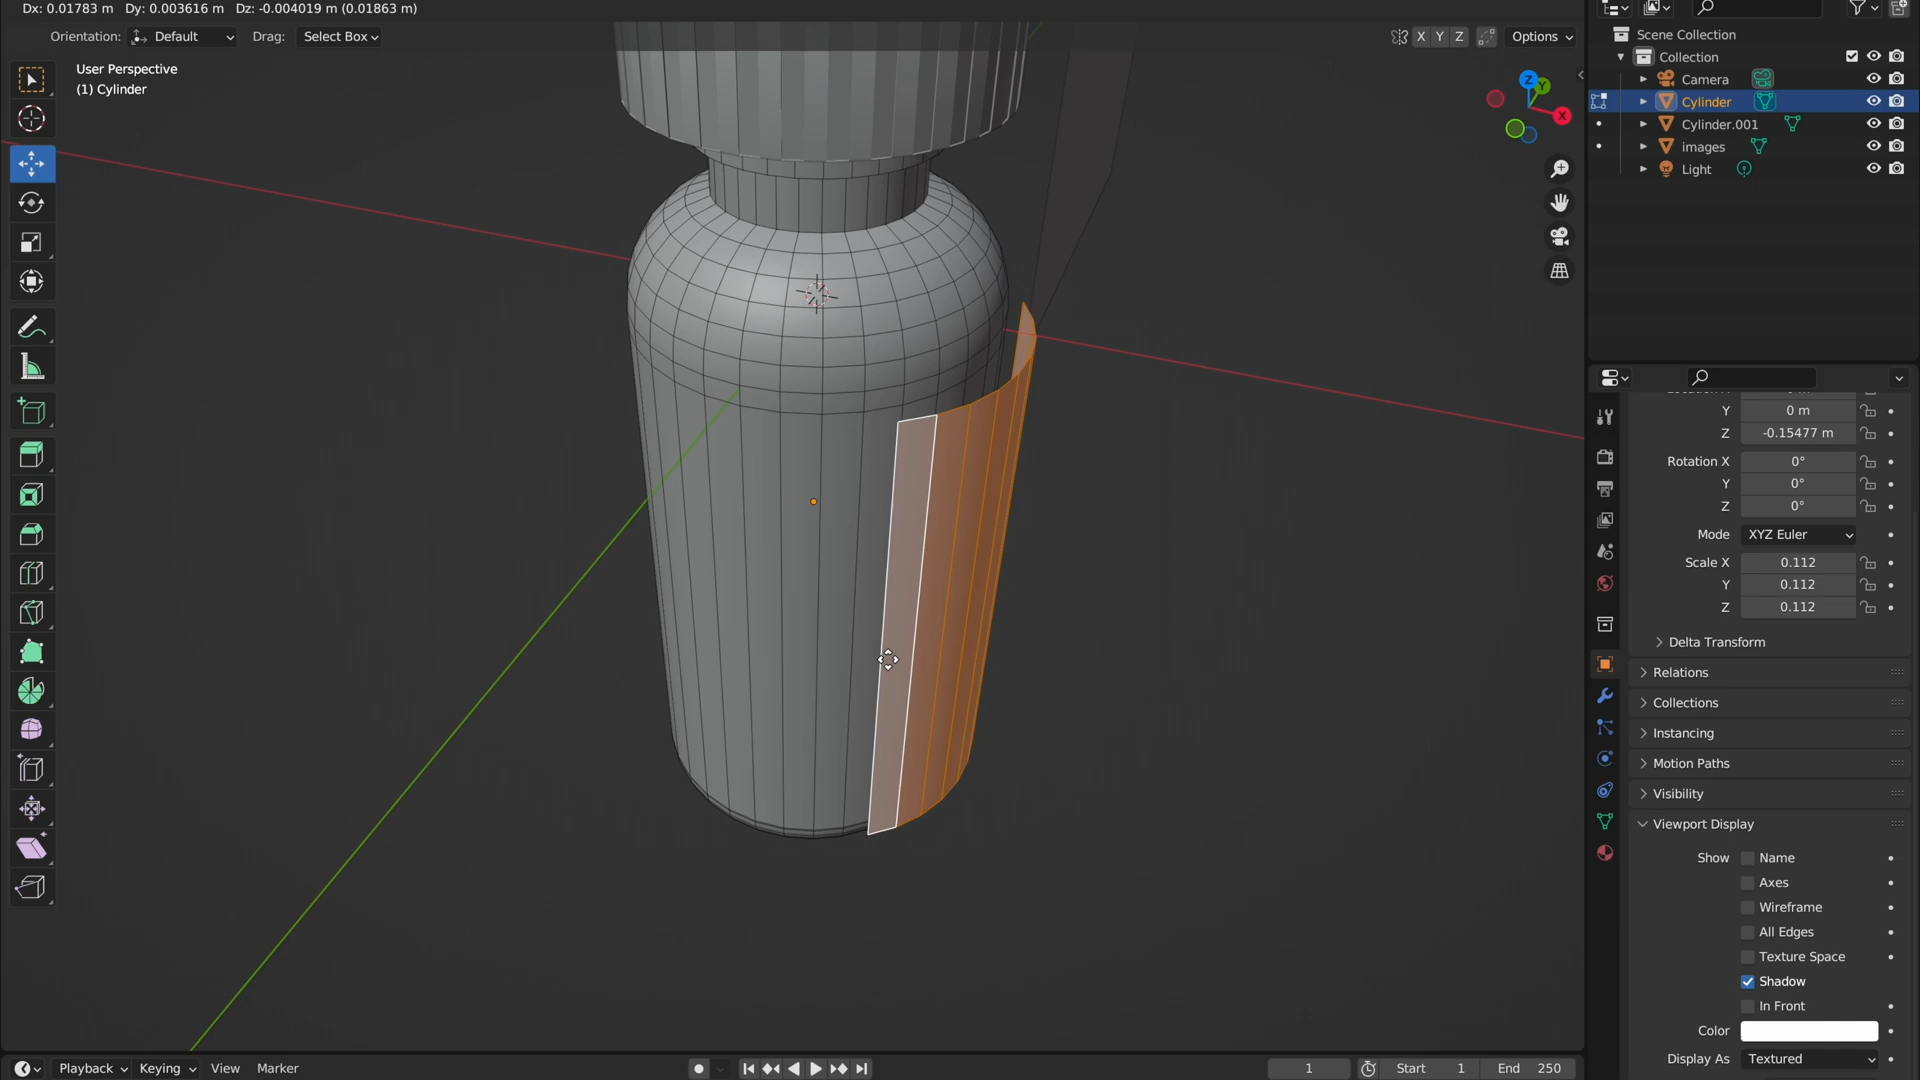 Dx: 0.01783 m  Dy: 0.003616 m  Dz: -0.004019 m (0.01863 m)
Orientation: Default Drag: Select Box
X Y Z Options
User Perspective
(1) Cylinder
Z
Y
X
Scene Collection
Collection
Camera
Cylinder
Cylinder.001
images
Light
Y 0 m
Z -0.15477 m
Rotation X 0°
Y 0°
Z 0°
Mode XYZ Euler
Scale X 0.112
Y 0.112
Z 0.112
Delta Transform
Relations
Collections
Instancing
Motion Paths
Visibility
Viewport Display
Show Name
Axes
Wireframe
All Edges
Texture Space
Shadow
In Front
Color
Display As Textured
Playback Keying View Marker 1 Start 1 End 250